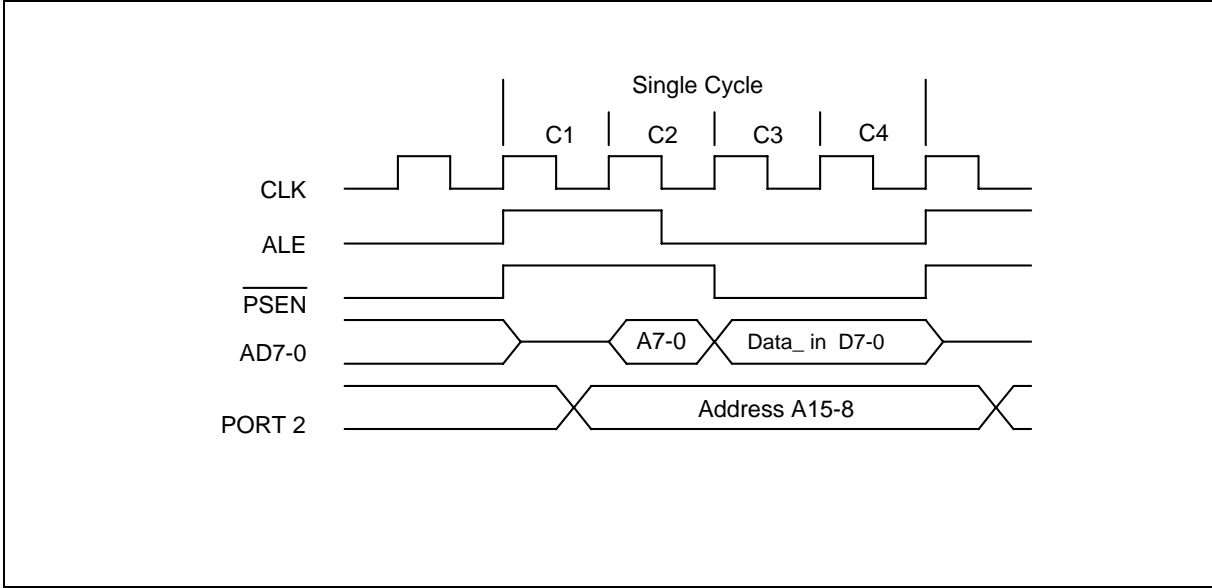 Single Cycle
C1 C2 C3 C4
CLK
ALE
PSEN
AD7-0 A7-0 Data_ in D7-0
PORT 2 Address A15-8